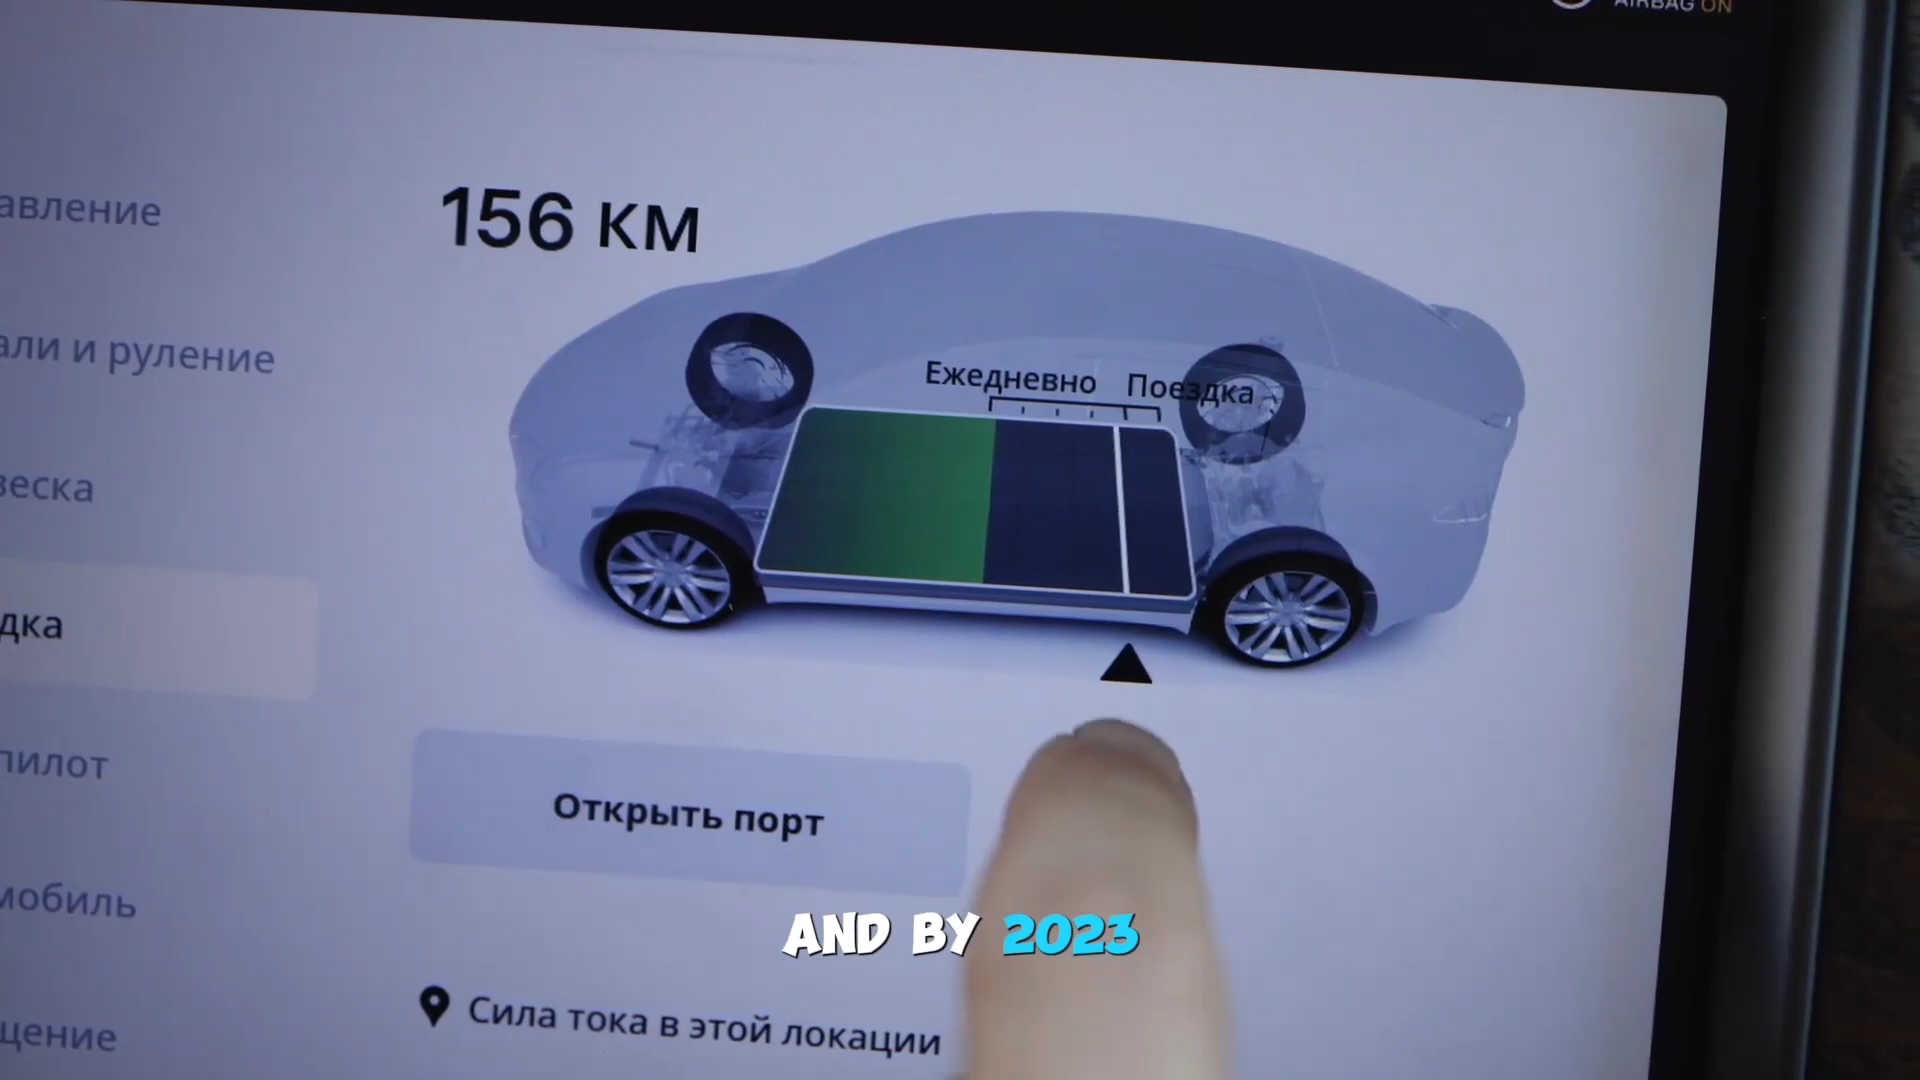 AIRBAG ON
авление
156 км
али и руление
Ежедневно Поездка
веска
дка
пилот
Открыть порт
мобиль
AND BY 2023
Сила тока в этой локации
щение